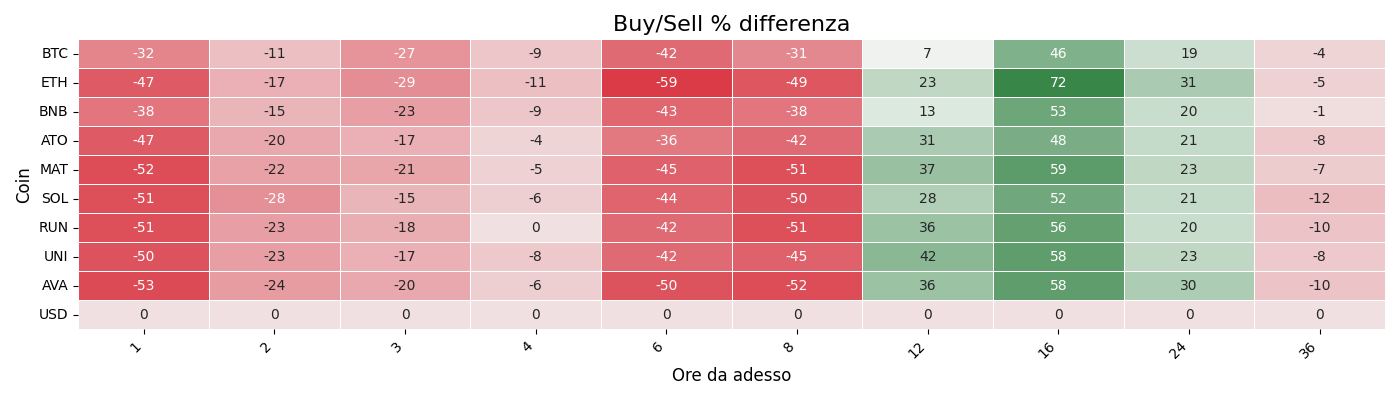 Buy/Sell % differenza
Coin
BTC -32 -11 -27 -9 -42 -31 7 46 19 -4
ETH -47 -17 -29 -11 -59 -49 23 72 31 -5
BNB -38 -15 -23 -9 -43 -38 13 53 20 -1
ATO -47 -20 -17 -4 -36 -42 31 48 21 -8
MAT -52 -22 -21 -5 -45 -51 37 59 23 -7
SOL -51 -28 -15 -6 -44 -50 28 52 21 -12
RUN -51 -23 -18 0 -42 -51 36 56 20 -10
UNI -50 -23 -17 -8 -42 -45 42 58 23 -8
AVA -53 -24 -20 -6 -50 -52 36 58 30 -10
USD 0 0 0 0 0 0 0 0 0 0
1 2 3 4 6 8 12 16 24 36
Ore da adesso